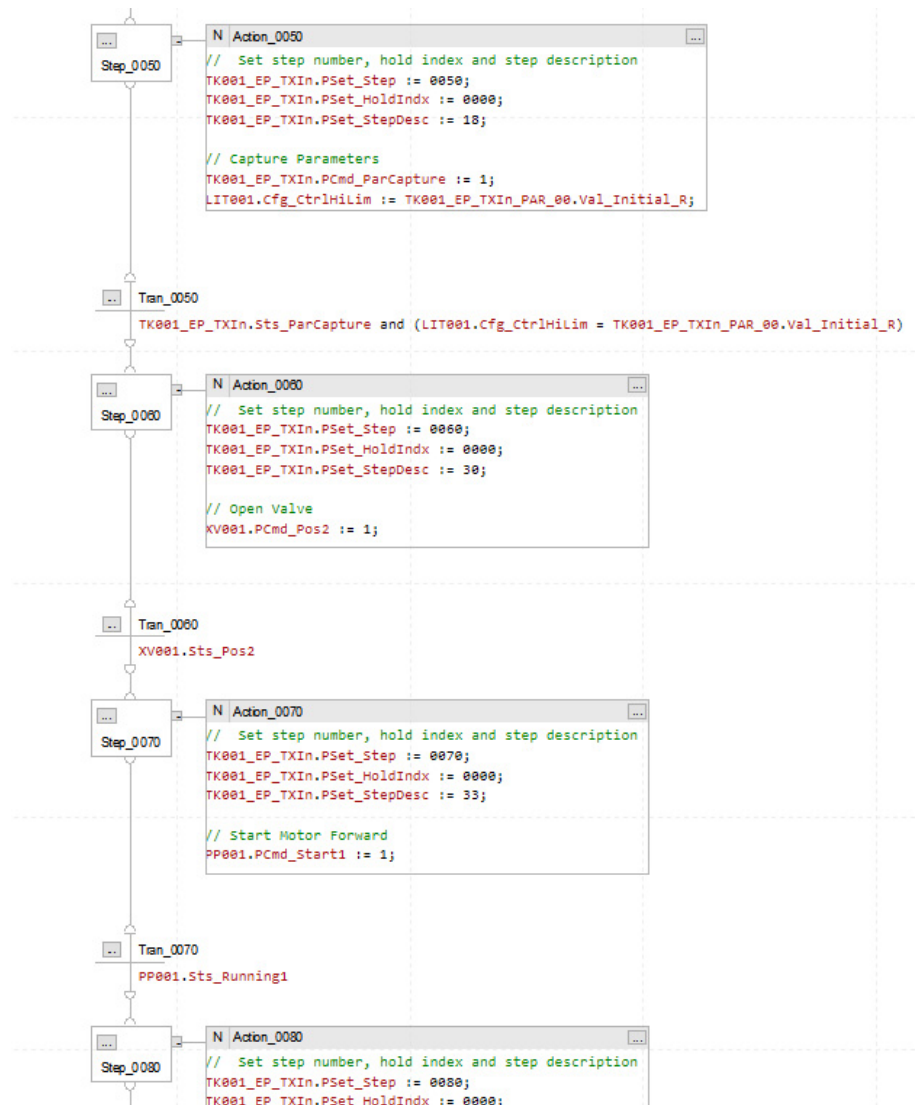 N Action_0050 ...
...
Step_0050
// Set step number, hold index and step description
TK001_EP_TXIn.PSet_Step := 0050;
TK001_EP_TXIn.PSet_HoldIndx := 0000;
TK001_EP_TXIn.PSet_StepDesc := 18;
// Capture Parameters
TK001_EP_TXIn.PCmd_ParCapture := 1;
LIT001.Cfg_CtrlHiLim := TK001_EP_TXIn_PAR_00.Val_Initial_R;
... Tran_0050
TK001_EP_TXIn.Sts_ParCapture and (LIT001.Cfg_CtrlHiLim = TK001_EP_TXIn_PAR_00.Val_Initial_R)
N Action_0060 ...
...
Step_0060
// Set step number, hold index and step description
TK001_EP_TXIn.PSet_Step := 0060;
TK001_EP_TXIn.PSet_HoldIndx := 0000;
TK001_EP_TXIn.PSet_StepDesc := 30;
// Open Valve
XV001.PCmd_Pos2 := 1;
... Tran_0060
XV001.Sts_Pos2
N Action_0070 ...
...
Step_0070
// Set step number, hold index and step description
TK001_EP_TXIn.PSet_Step := 0070;
TK001_EP_TXIn.PSet_HoldIndx := 0000;
TK001_EP_TXIn.PSet_StepDesc := 33;
// Start Motor Forward
PP001.PCmd_Start1 := 1;
... Tran_0070
PP001.Sts_Running1
N Action_0080 ...
...
Step_0080
// Set step number, hold index and step description
TK001_EP_TXIn.PSet_Step := 0080;
TK001_EP_TXIn.PSet_HoldIndx := 0000;